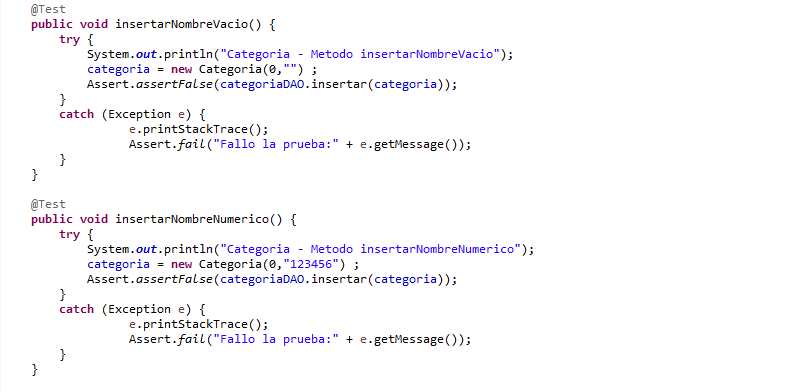 @Test
public void insertarNombreVacio() {
    try {
        System.out.println("Categoria - Metodo insertarNombreVacio");
        categoria = new Categoria(0,"") ;
        Assert.assertFalse(categoriaDAO.insertar(categoria));
    }
    catch (Exception e) {
            e.printStackTrace();
            Assert.fail("Fallo la prueba:" + e.getMessage());
    }
}
@Test
public void insertarNombreNumerico() {
    try {
        System.out.println("Categoria - Metodo insertarNombreNumerico");
        categoria = new Categoria(0,"123456") ;
        Assert.assertFalse(categoriaDAO.insertar(categoria));
    }
    catch (Exception e) {
            e.printStackTrace();
            Assert.fail("Fallo la prueba:" + e.getMessage());
    }
}